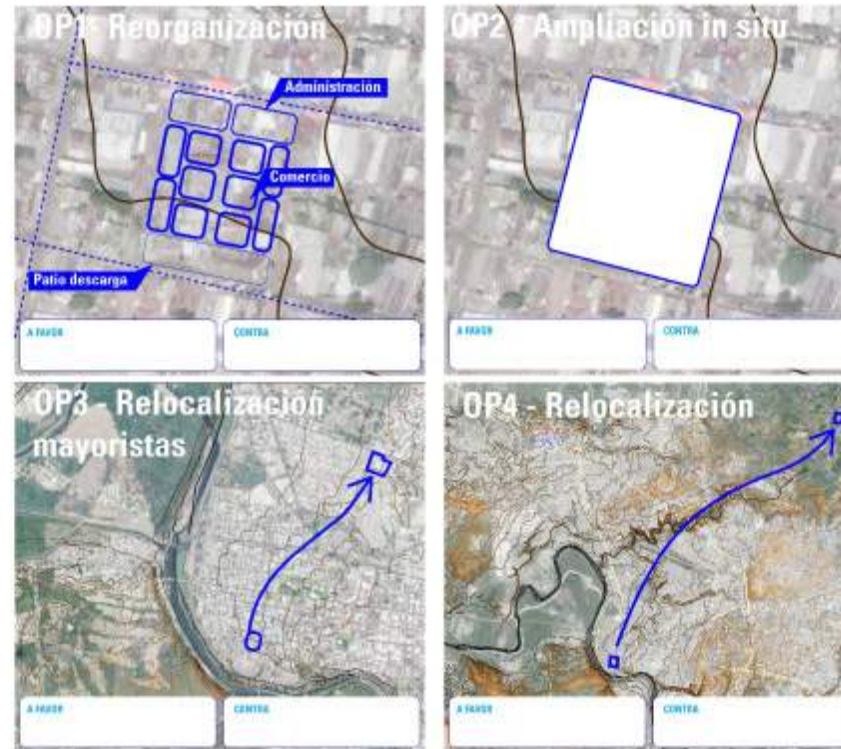 OP1- Reorganización
Administración
Comercio
Patio descarga
A FAVOR
CONTRA
OP2 - Ampliación in situ
A FAVOR
CONTRA
OP3 - Relocalización
mayoristas
A FAVOR
CONTRA
OP4 - Relocalización
A FAVOR
CONTRA